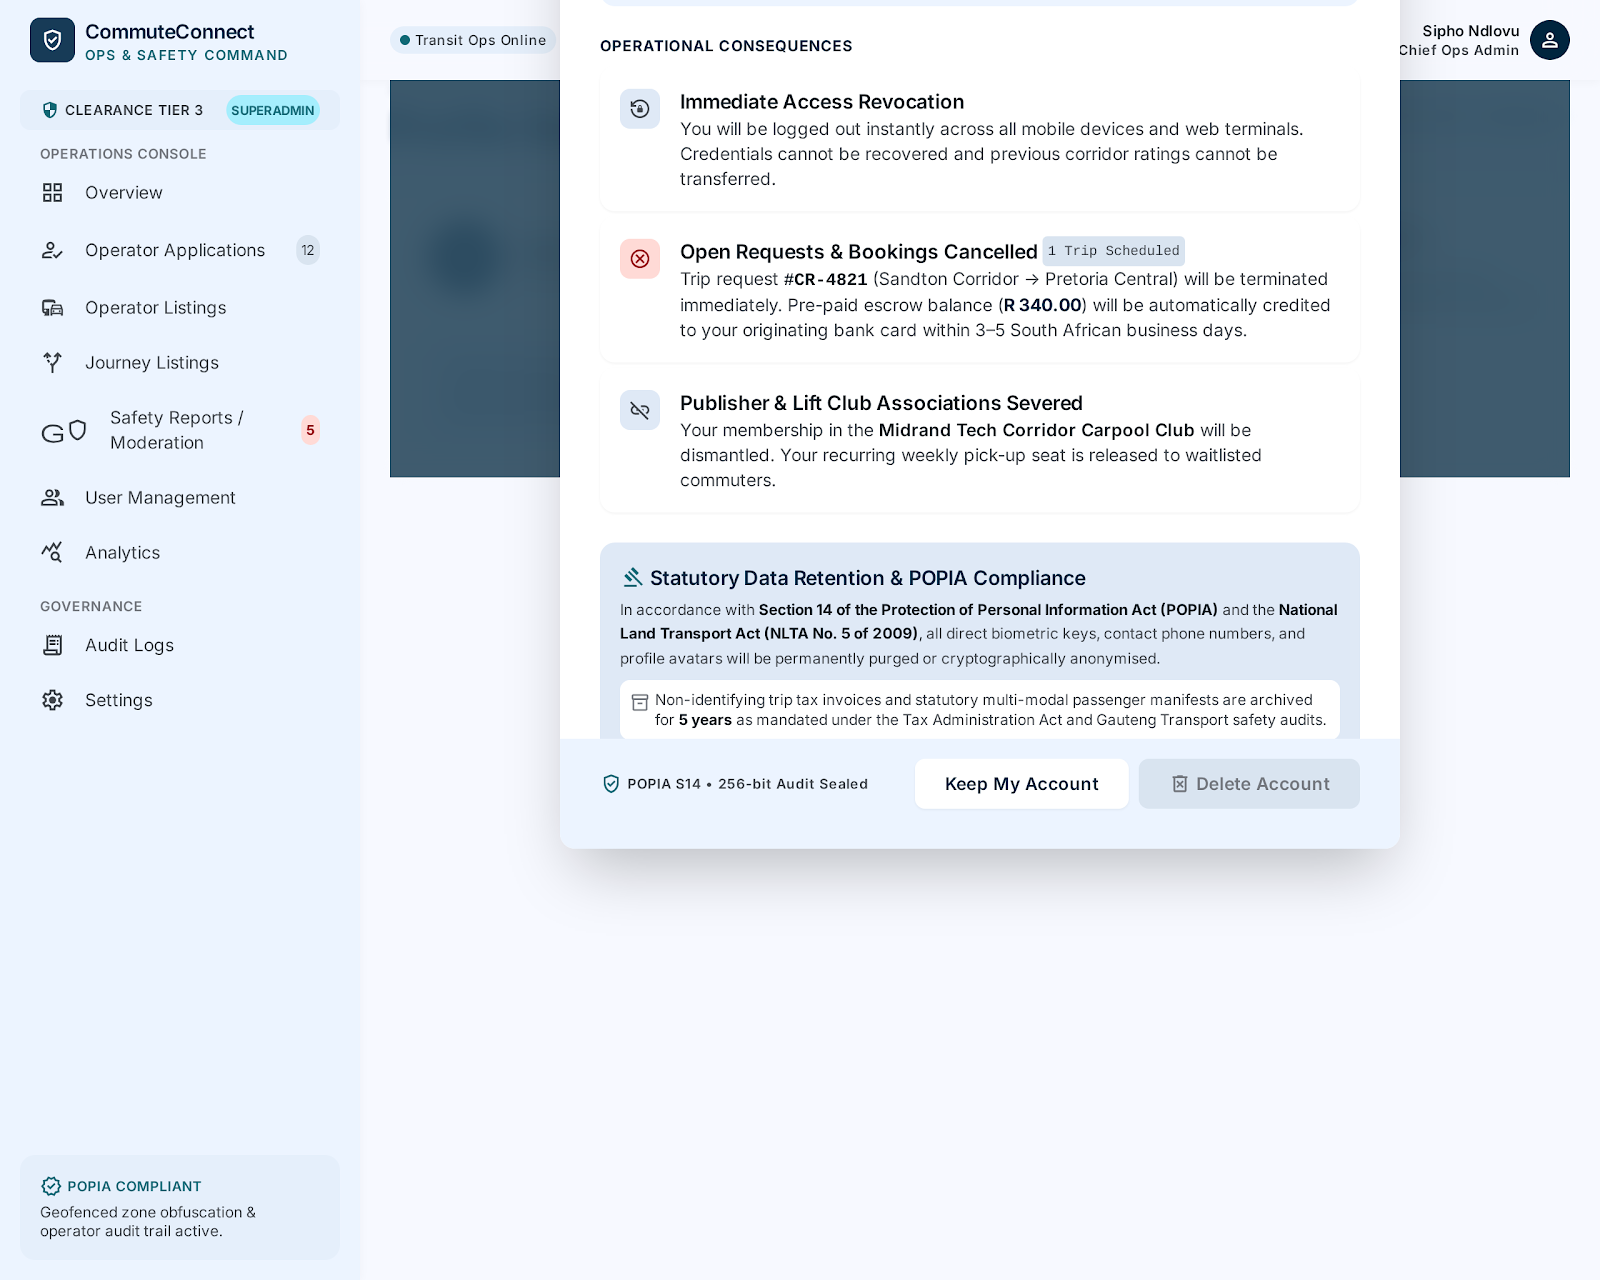 CommuteConnect
OPS & SAFETY COMMAND
CLEARANCE TIER 3
SUPERADMIN
OPERATIONS CONSOLE
Overview
Operator Applications
12
Operator Listings
Journey Listings
Safety Reports /
Moderation
5
User Management
Analytics
GOVERNANCE
Audit Logs
Settings
POPIA COMPLIANT
Geofenced zone obfuscation &
operator audit trail active.
Transit Ops Online
Sipho Ndlovu
Chief Ops Admin
OPERATIONAL CONSEQUENCES
Immediate Access Revocation
You will be logged out instantly across all mobile devices and web terminals.
Credentials cannot be recovered and previous corridor ratings cannot be
transferred.
Open Requests & Bookings Cancelled 1 Trip Scheduled
Trip request #CR-4821 (Sandton Corridor → Pretoria Central) will be terminated
immediately. Pre-paid escrow balance (R 340.00) will be automatically credited
to your originating bank card within 3–5 South African business days.
Publisher & Lift Club Associations Severed
Your membership in the Midrand Tech Corridor Carpool Club will be
dismantled. Your recurring weekly pick-up seat is released to waitlisted
commuters.
Statutory Data Retention & POPIA Compliance
In accordance with Section 14 of the Protection of Personal Information Act (POPIA) and the National
Land Transport Act (NLTA No. 5 of 2009), all direct biometric keys, contact phone numbers, and
profile avatars will be permanently purged or cryptographically anonymised.
Non-identifying trip tax invoices and statutory multi-modal passenger manifests are archived
for 5 years as mandated under the Tax Administration Act and Gauteng Transport safety audits.
POPIA S14 • 256-bit Audit Sealed
Keep My Account
Delete Account